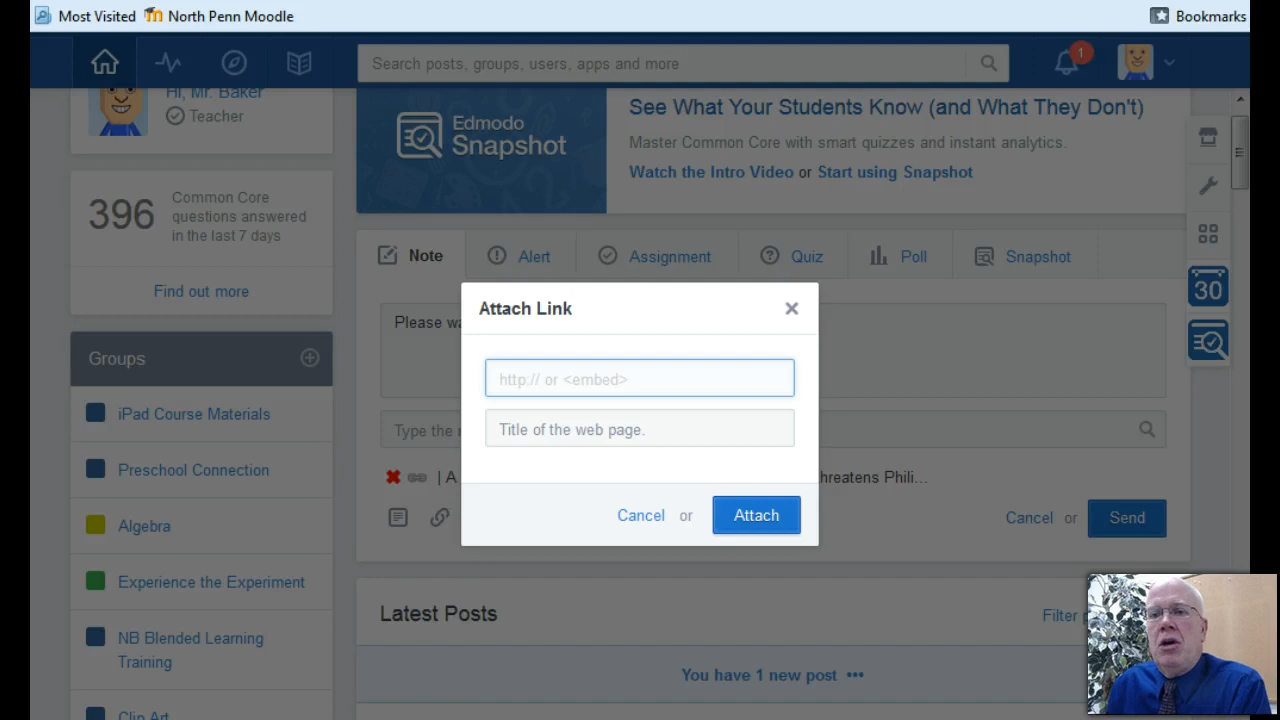 Most Visited North Penn Moodle Bookmarks
Search posts, groups, users, apps and more
1
Hi, Mr. Baker
Teacher
396
Common Core
questions answered
in the last 7 days
Find out more
Groups
iPad Course Materials
Preschool Connection
Algebra
Experience the Experiment
NB Blended Learning
Training
Clip Art
Edmodo
Snapshot
See What Your Students Know (and What They Don't)
Master Common Core with smart quizzes and instant analytics.
Watch the Intro Video or Start using Snapshot
Note Alert Assignment Quiz Poll Snapshot
Please
Type the
| A hreatens Phili...
Cancel or Send
Attach Link
http:// or <embed>
Title of the web page.
Cancel or Attach
Latest Posts
Filter
You have 1 new post •••
30